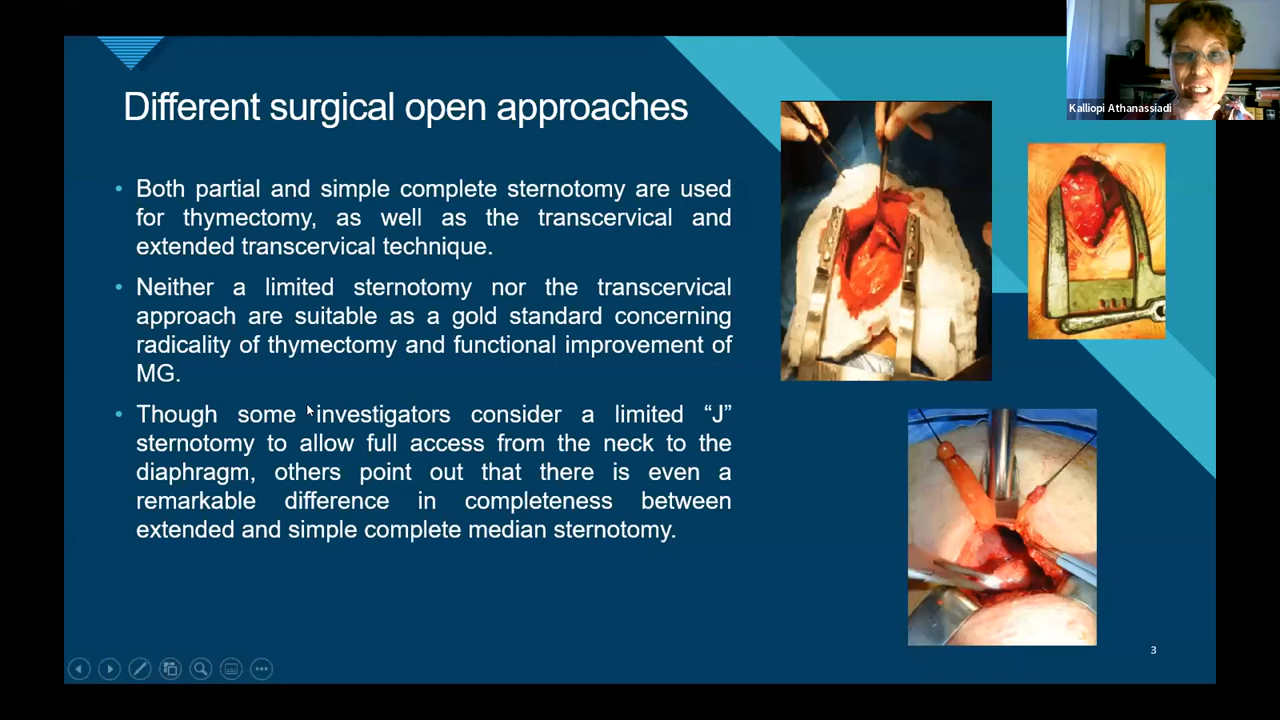 Kalliopi Athanassiadi
Different surgical open approaches
• Both partial and simple complete sternotomy are used
for thymectomy, as well as the transcervical and
extended transcervical technique.
• Neither a limited sternotomy nor the transcervical
approach are suitable as a gold standard concerning
radicality of thymectomy and functional improvement of
MG.
• Though some investigators consider a limited “J”
sternotomy to allow full access from the neck to the
diaphragm, others point out that there is even a
remarkable difference in completeness between
extended and simple complete median sternotomy.
3